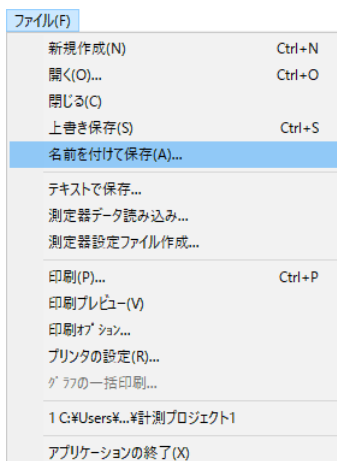 ファイル(F)
新規作成(N) Ctrl+N
開く(O)... Ctrl+O
閉じる(C)
上書き保存(S) Ctrl+S
名前を付けて保存(A)...
テキストで保存...
測定器データ読み込み...
測定器設定ファイル作成...
印刷(P)... Ctrl+P
印刷プレビュー(V)
印刷ｵﾌﾟｼｮﾝ...
プリンタの設定(R)...
ｸﾞﾗﾌの一括印刷...
1 C:¥Users¥...¥計測プロジェクト1
アプリケーションの終了(X)